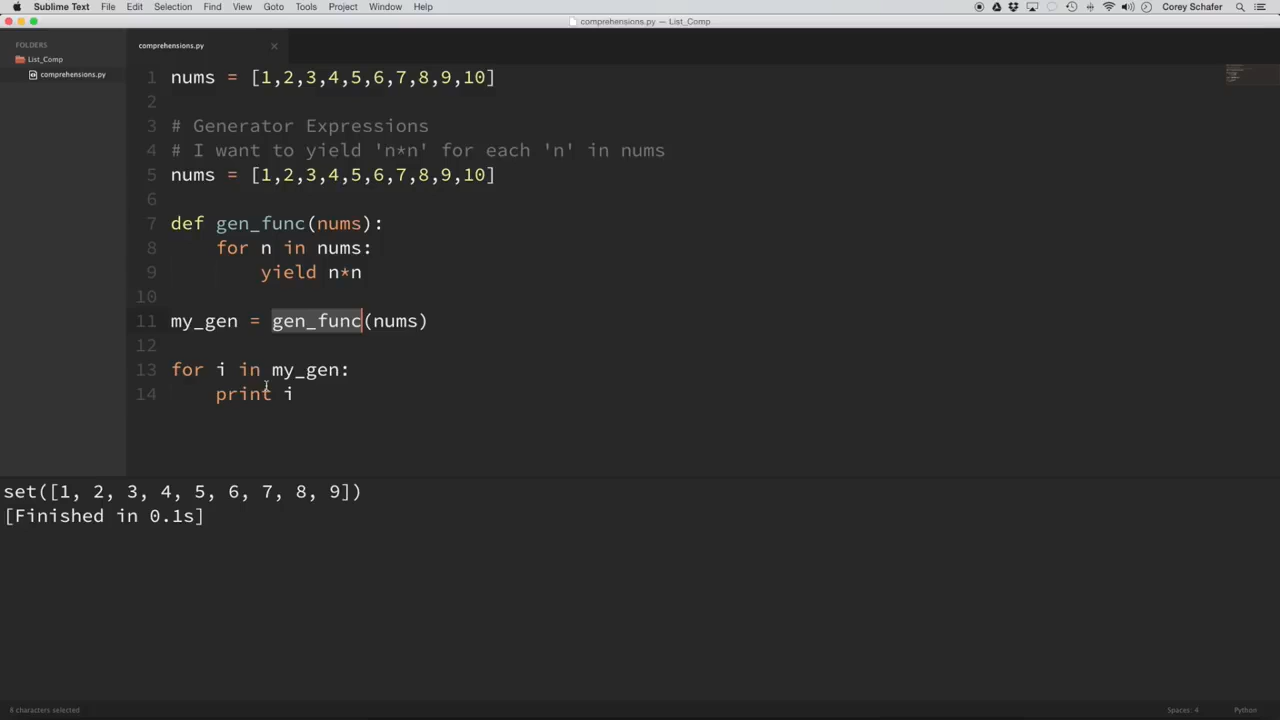 Sublime Text File Edit Selection Find View Goto Tools Project Window Help Corey Schafer
comprehensions.py — List_Comp
FOLDERS
List_Comp
comprehensions.py
comprehensions.py
1 nums = [1,2,3,4,5,6,7,8,9,10]
2
3 # Generator Expressions
4 # I want to yield 'n*n' for each 'n' in nums
5 nums = [1,2,3,4,5,6,7,8,9,10]
6
7 def gen_func(nums):
8 for n in nums:
9 yield n*n
10
11 my_gen = gen_func(nums)
12
13 for i in my_gen:
14 print i
set([1, 2, 3, 4, 5, 6, 7, 8, 9])
[Finished in 0.1s]
8 characters selected Spaces: 4 Python